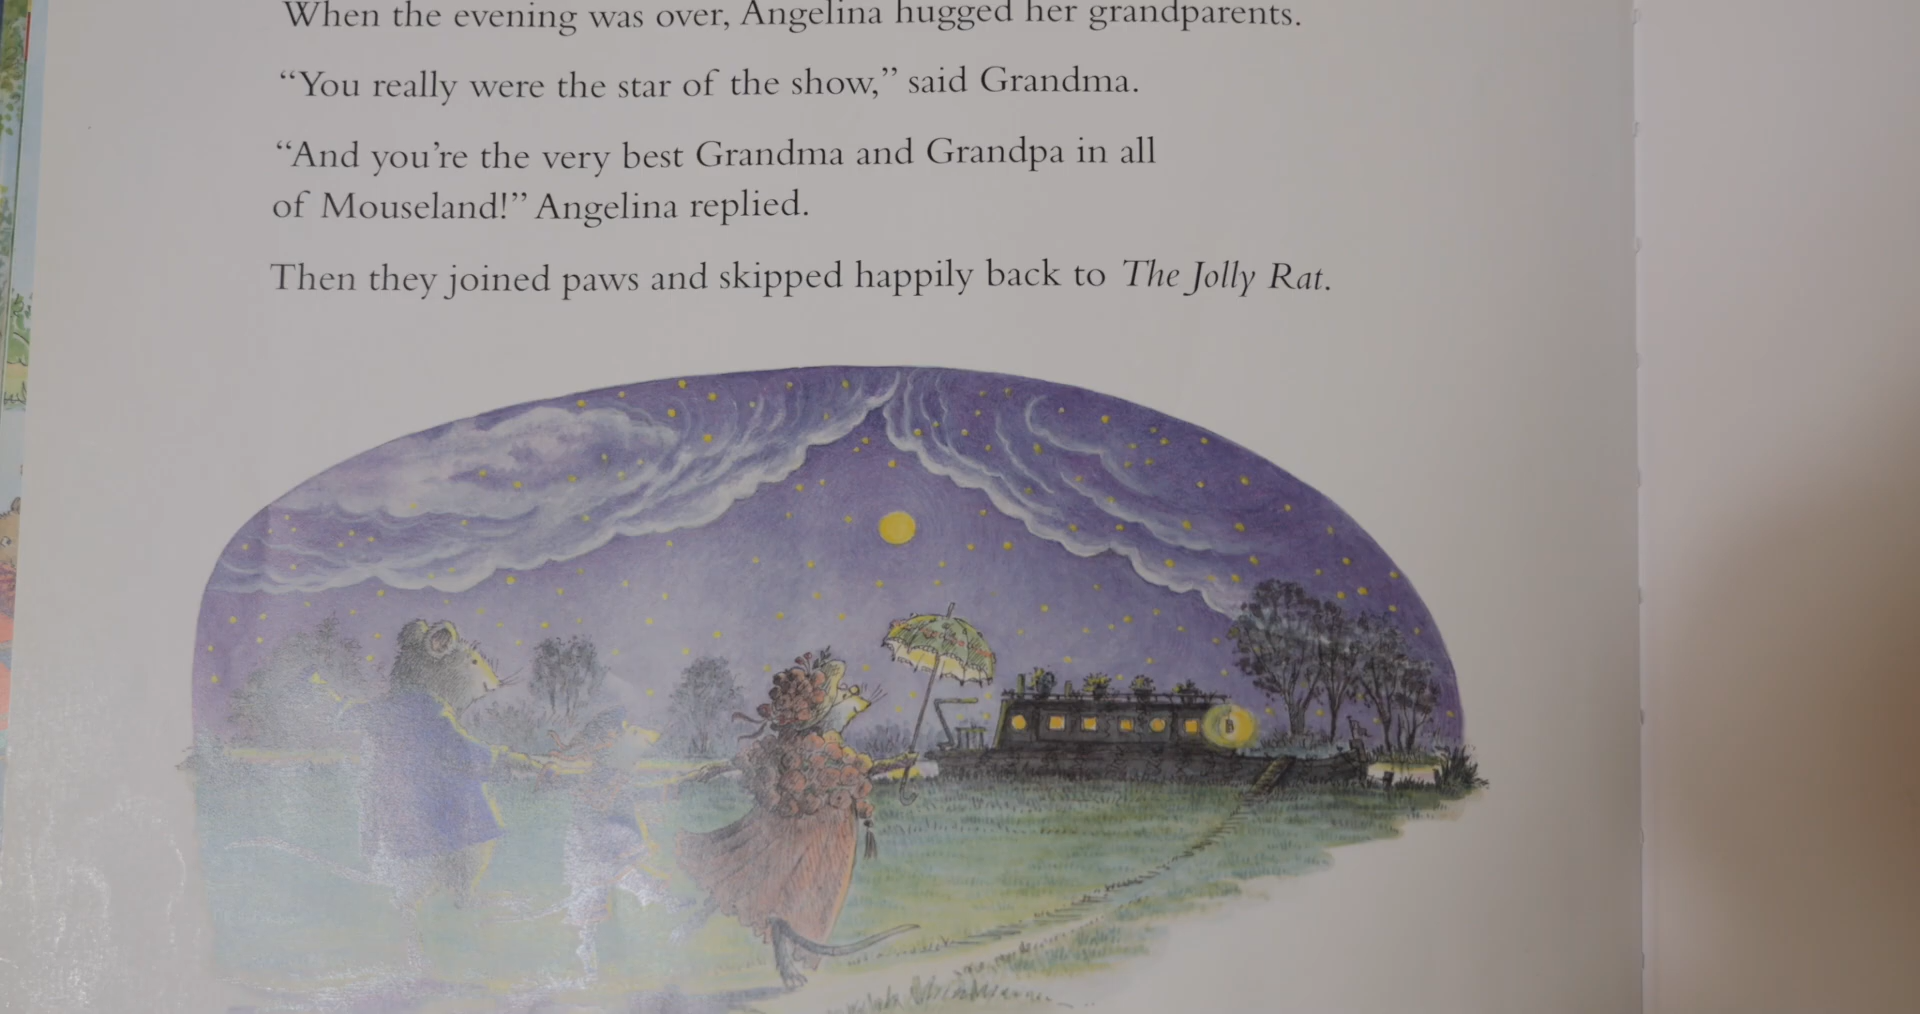 When the evening was over, Angelina hugged her grandparents.
“You really were the star of the show,” said Grandma.
“And you’re the very best Grandma and Grandpa in all
of Mouseland!” Angelina replied.
Then they joined paws and skipped happily back to The Jolly Rat.